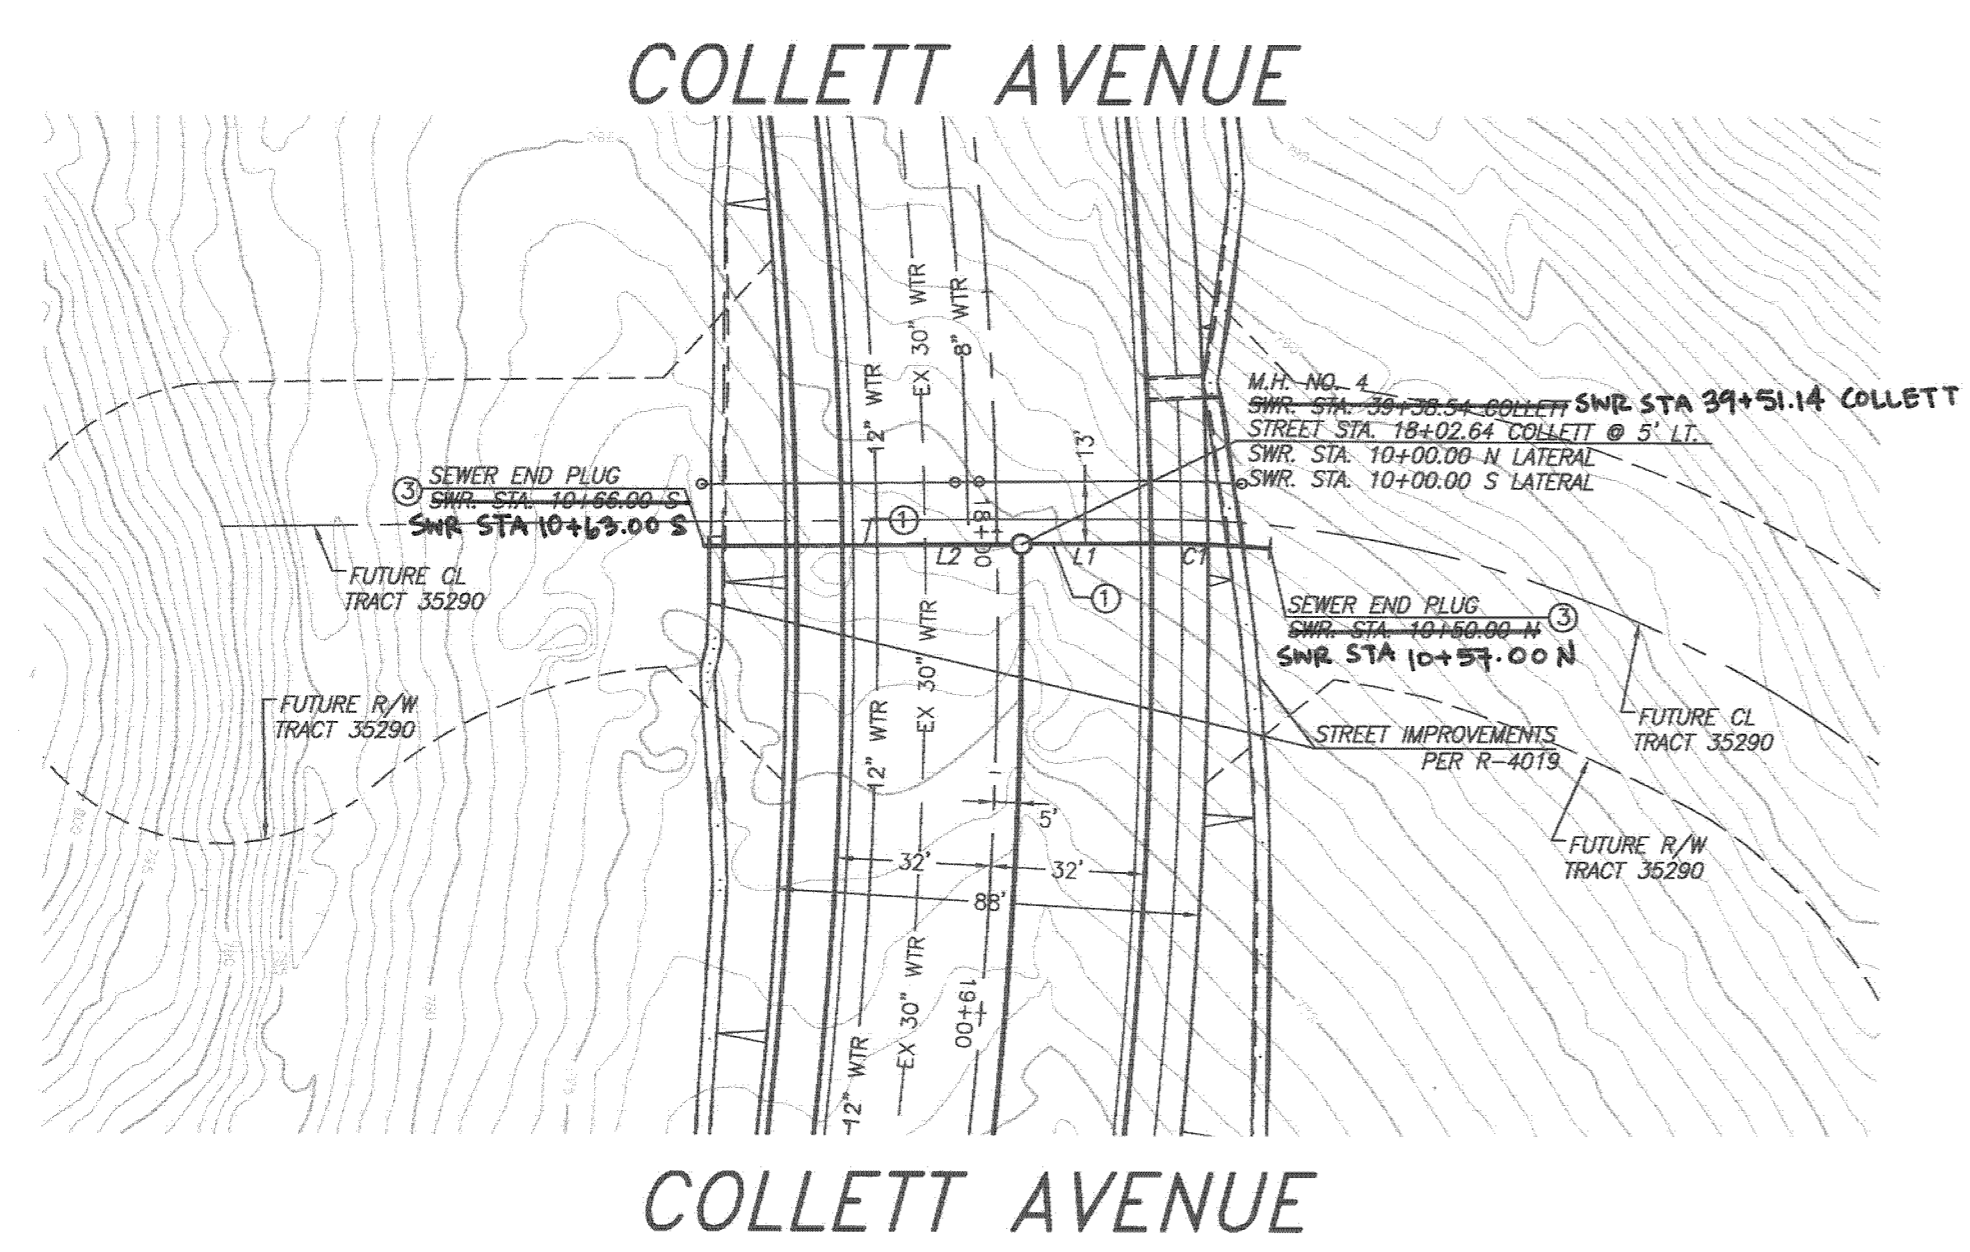 COLLETT AVENUE
12" WTR
EX 30" WTR
8" WTR
M.H. NO. 4
SWR. STA. 39+38.54 COLLETT SWR STA 39+51.14 COLLETT
STREET STA. 18+02.64 COLLETT @ 5' LT.
SWR. STA. 10+00.00 N LATERAL
SWR. STA. 10+00.00 S LATERAL
13'
3 SEWER END PLUG
SWR. STA. 10+66.00 S
SWR STA 10+63.00 S
1
18+00
L2
L1
C1
1
FUTURE CL
TRACT 35290
SEWER END PLUG 3
SWR. STA. 10+50.00 N
SWR STA 10+57.00 N
EX 30" WTR
FUTURE R/W
TRACT 35290
12" WTR
FUTURE CL
TRACT 35290
STREET IMPROVEMENTS
PER R-4019
5'
FUTURE R/W
TRACT 35290
32'
32'
88'
EX 30" WTR
19+00
12" WTR
COLLETT AVENUE